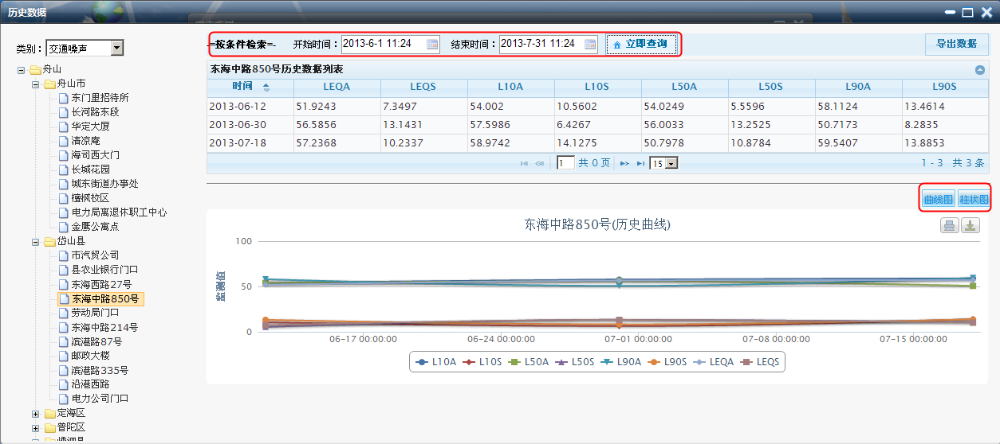 历史数据
类别： 交通噪声
舟山
舟山市
东门里招待所
长河路东段
华定大厦
清凉庵
海司西大门
长城花园
城东街道办事处
檀枫校区
电力局离退休职工中心
金鹰公寓点
岱山县
市汽贸公司
县农业银行门口
东海西路27号
东海中路850号
劳动局门口
东海中路214号
滨港路87号
邮政大楼
滨港路335号
沿港西路
电力公司门口
定海区
普陀区
嵊泗县
-=按条件检索=- 开始时间： 2013-6-1 11:24 结束时间： 2013-7-31 11:24 立即查询 导出数据
东海中路850号历史数据列表
时间 LEQA LEQS L10A L10S L50A L50S L90A L90S
2013-06-12 51.9243 7.3497 54.002 10.5602 54.0249 5.5596 58.1124 13.4614
2013-06-30 56.5856 13.1431 57.5986 6.4267 56.0033 13.2525 50.7173 8.2835
2013-07-18 57.2368 10.2337 58.9742 14.1275 50.7978 10.8784 59.5407 13.8853
1 共 0 页 15 1 - 3 共 3 条
曲线图 柱状图
东海中路850号(历史曲线)
监测值
100
50
0
06-17 00:00:00 06-24 00:00:00 07-01 00:00:00 07-08 00:00:00 07-15 00:00:00
L10A L10S L50A L50S L90A L90S LEQA LEQS